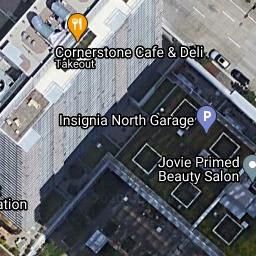 Cornerstone Cafe & Deli
Takeout
Insignia North Garage
P
Jovie Primed
Beauty Salon
ation